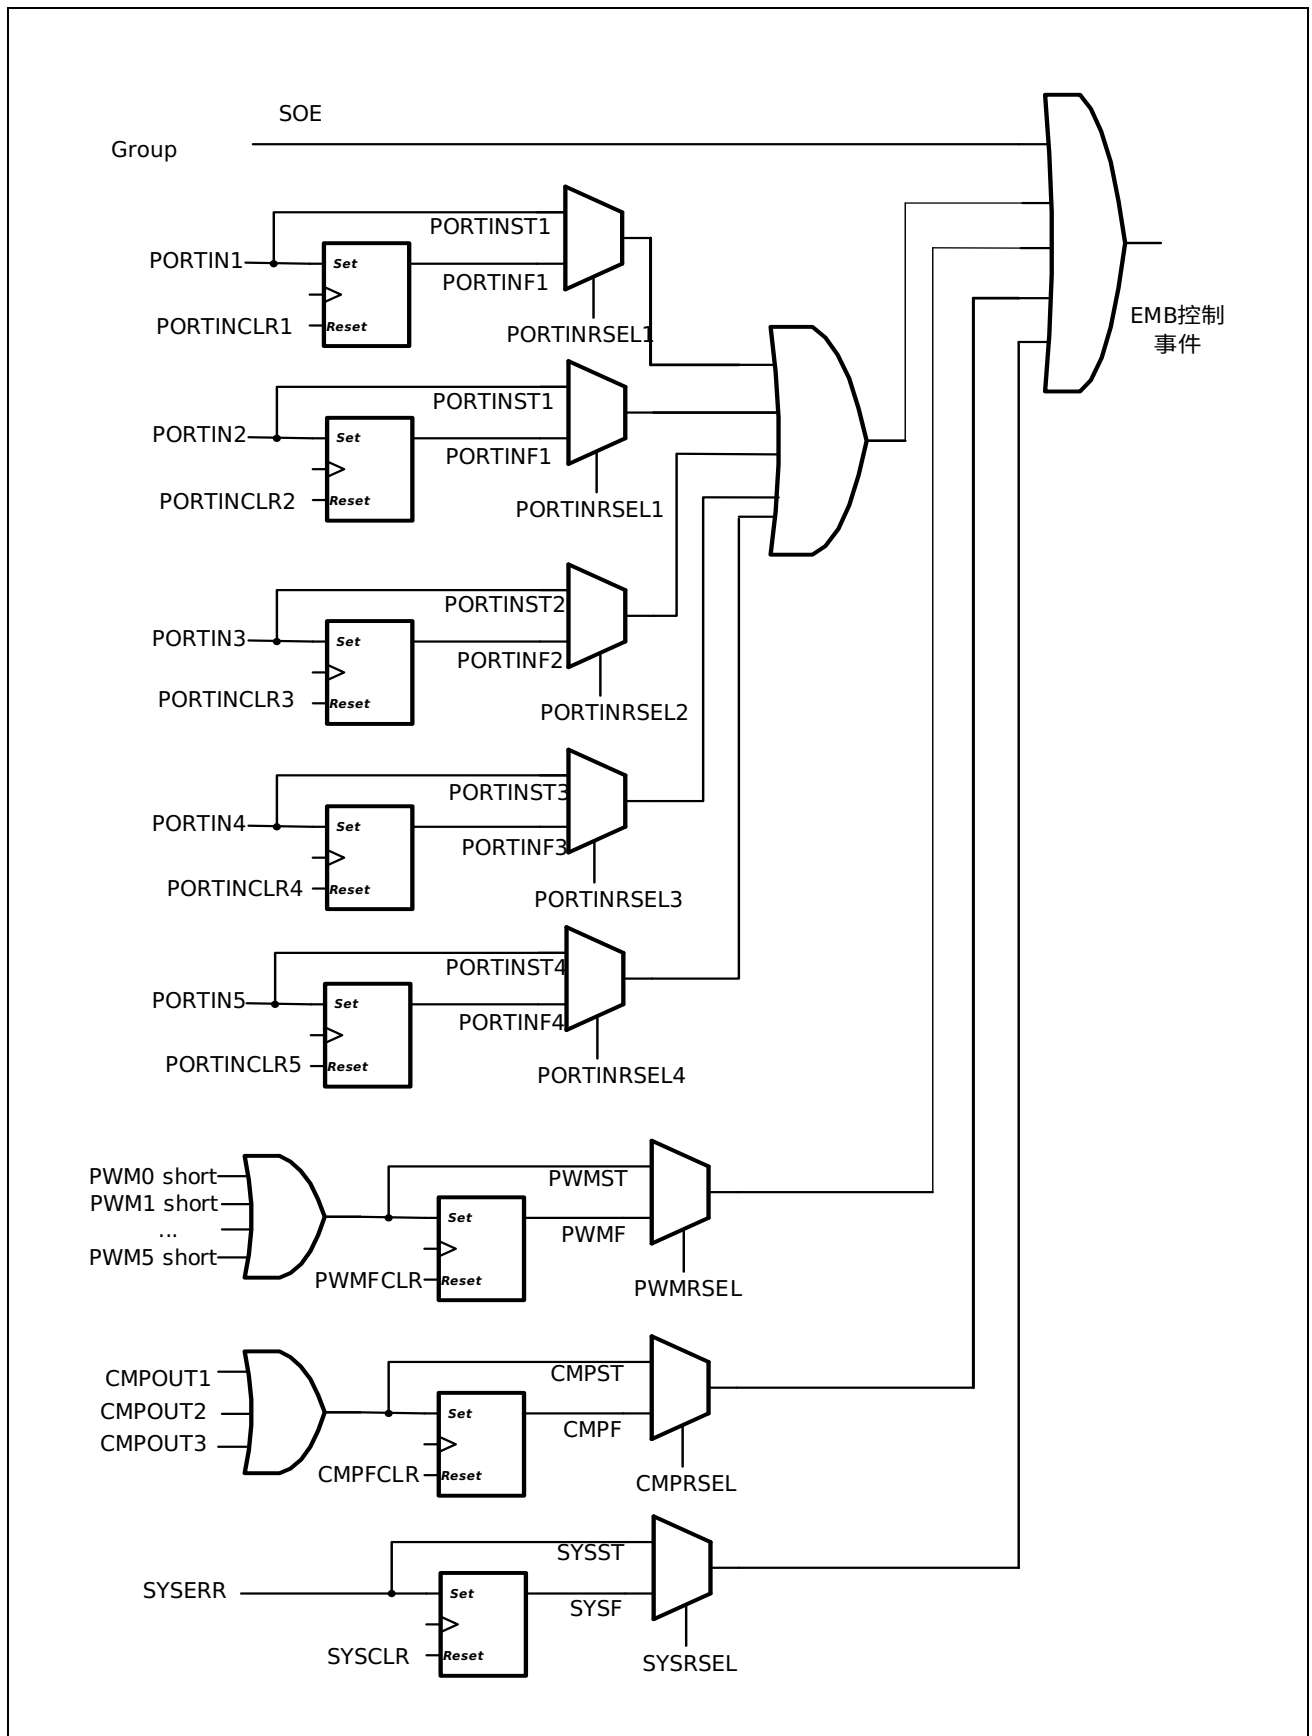 SOE
Group
PORTINST1
PORTIN1
Set
PORTINF1
PORTINCLR1
Reset
PORTINRSEL1
EMB控制
事件
PORTINST1
PORTIN2
Set
PORTINF1
PORTINCLR2
Reset
PORTINRSEL1
PORTINST2
PORTIN3
Set
PORTINF2
PORTINCLR3
Reset
PORTINRSEL2
PORTINST3
PORTIN4
Set
PORTINF3
PORTINCLR4
Reset
PORTINRSEL3
PORTINST4
PORTIN5
Set
PORTINF4
PORTINCLR5
Reset
PORTINRSEL4
PWM0 short
PWM1 short
...
PWM5 short
PWMST
Set
PWMF
PWMFCLR
Reset
PWMRSEL
CMPOUT1
CMPOUT2
CMPOUT3
CMPST
Set
CMPF
CMPFCLR
Reset
CMPRSEL
SYSST
SYSERR
Set
SYSF
SYSCLR
Reset
SYSRSEL